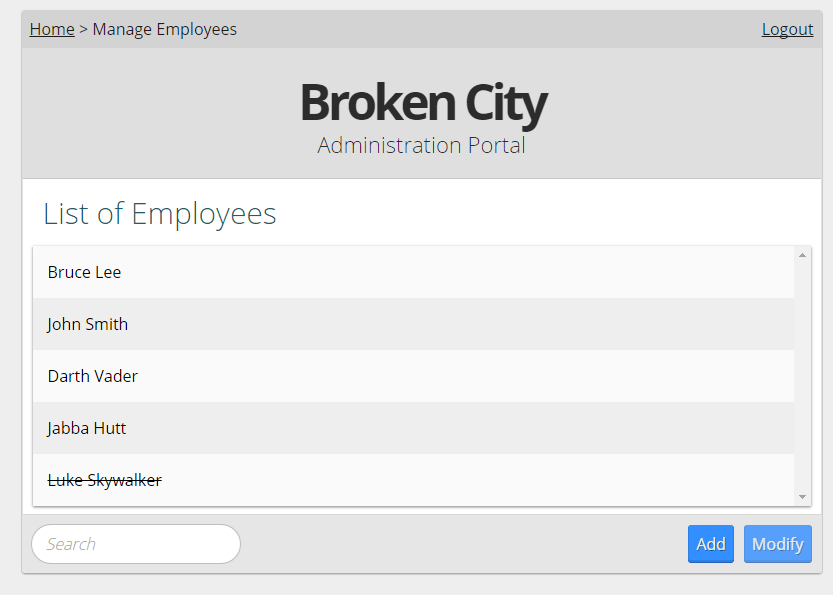 Home > Manage Employees
Logout
Broken City
Administration Portal
List of Employees
Bruce Lee
John Smith
Darth Vader
Jabba Hutt
Luke Skywalker
Search
Add
Modify